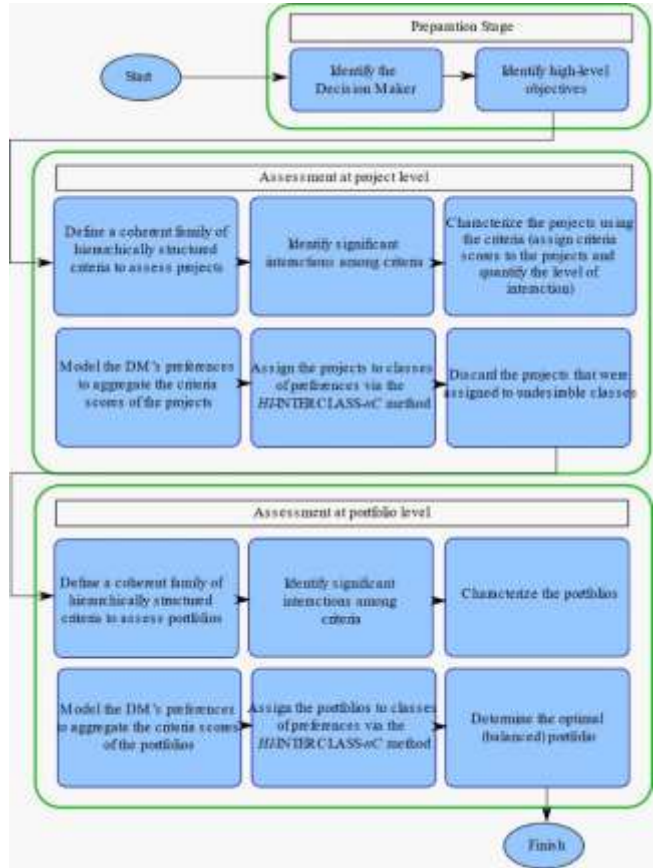 Preparation Stage
Start
Identify the
Decision Maker
Identify high-level
objectives
Assessment at project level
Define a coherent family of
hierarchically structured
criteria to assess projects
Identify significant
interactions among criteria
Characterize the projects using
the criteria (assign criteria
scores to the projects and
quantify the level of
interaction)
Model the DM's preferences
to aggregate the criteria
scores of the projects
Assign the projects to classes
of preferences via the
HI-INTERCLASS-nC method
Discard the projects that were
assigned to undesirable classes
Assessment at portfolio level
Define a coherent family of
hierarchically structured
criteria to assess portfolios
Identify significant
interactions among
criteria
Characterize the portfolios
Model the DM's preferences
to aggregate the criteria scores
of the portfolios
Assign the portfolios to classes
of preferences via the
HI-INTERCLASS-nC method
Determine the optimal
(balanced) portfolio
Finish